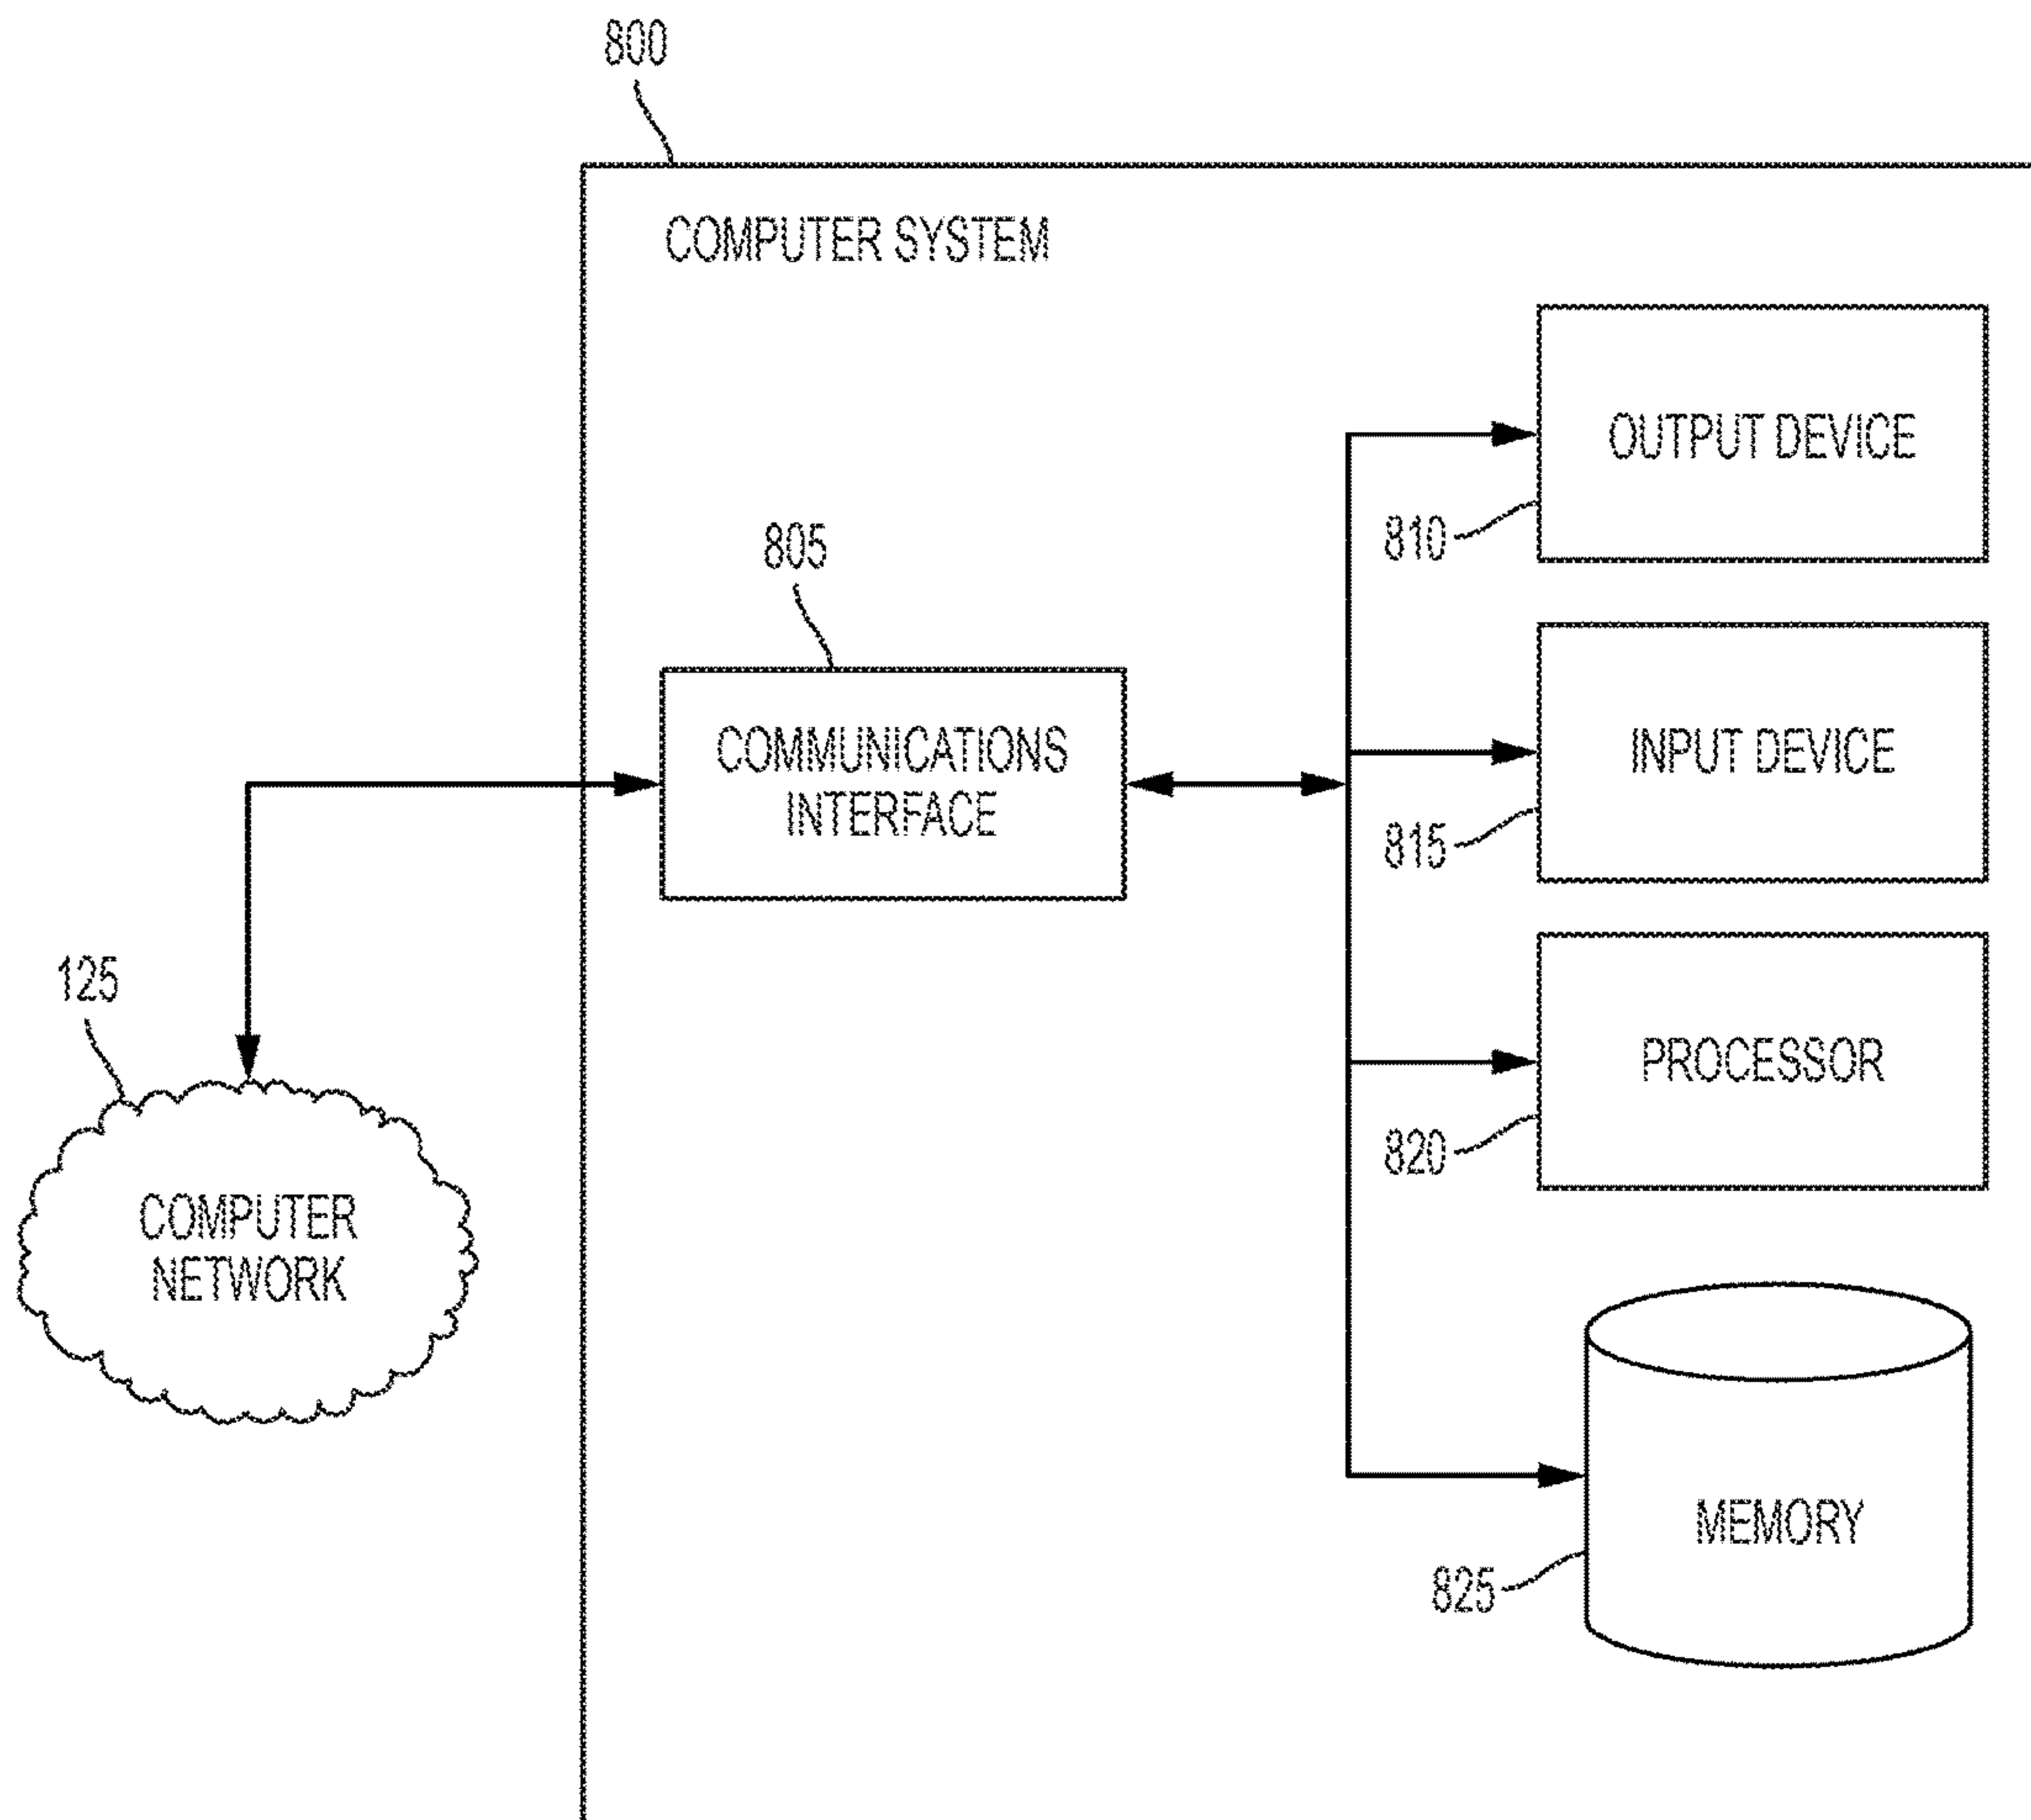 800
COMPUTER SYSTEM
OUTPUT DEVICE
810
805
COMMUNICATIONS
INTERFACE
INPUT DEVICE
815
125
COMPUTER
NETWORK
PROCESSOR
820
MEMORY
825